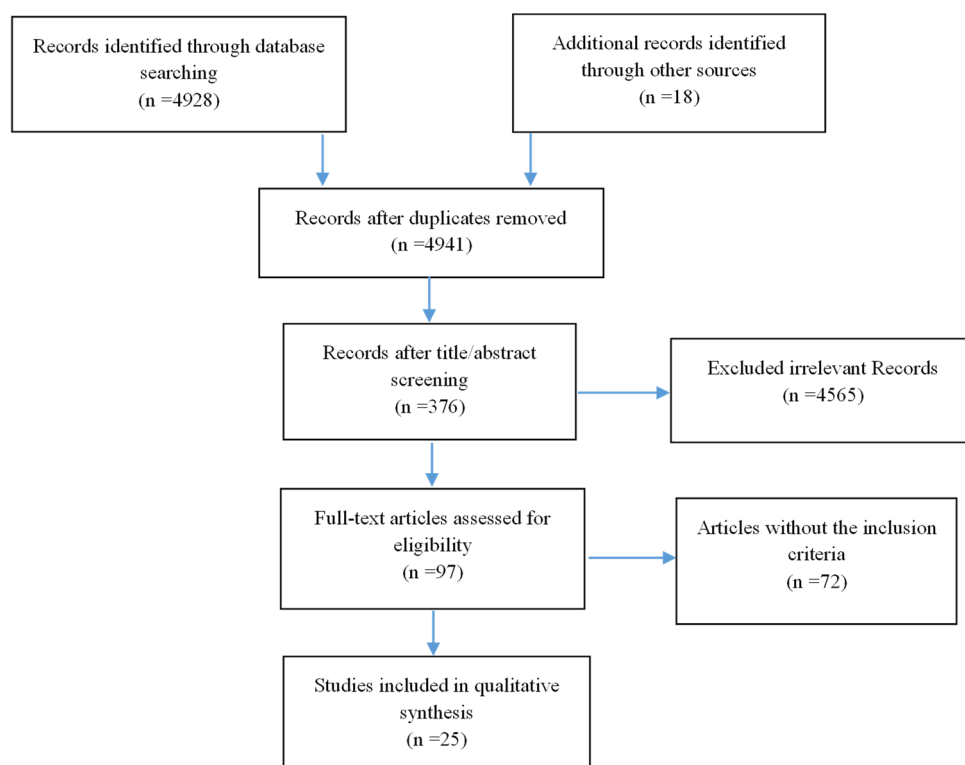 Records identified through database
searching
(n =4928)
Additional records identified
through other sources
(n =18)
Records after duplicates removed
(n =4941)
Records after title/abstract
screening
(n =376)
Excluded irrelevant Records
(n =4565)
Full-text articles assessed for
eligibility
(n =97)
Articles without the inclusion
criteria
(n =72)
Studies included in qualitative
synthesis
(n =25)